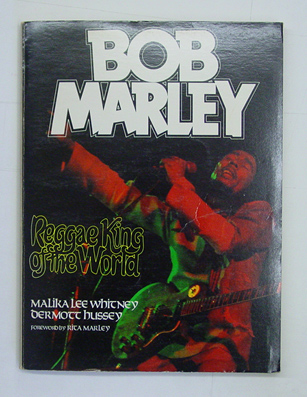 BOB
MARLEY
Reggae King
of the World
MALIKA LEE WHITNEY
DERMOTT HUSSEY
FOREWORD BY RITA MARLEY